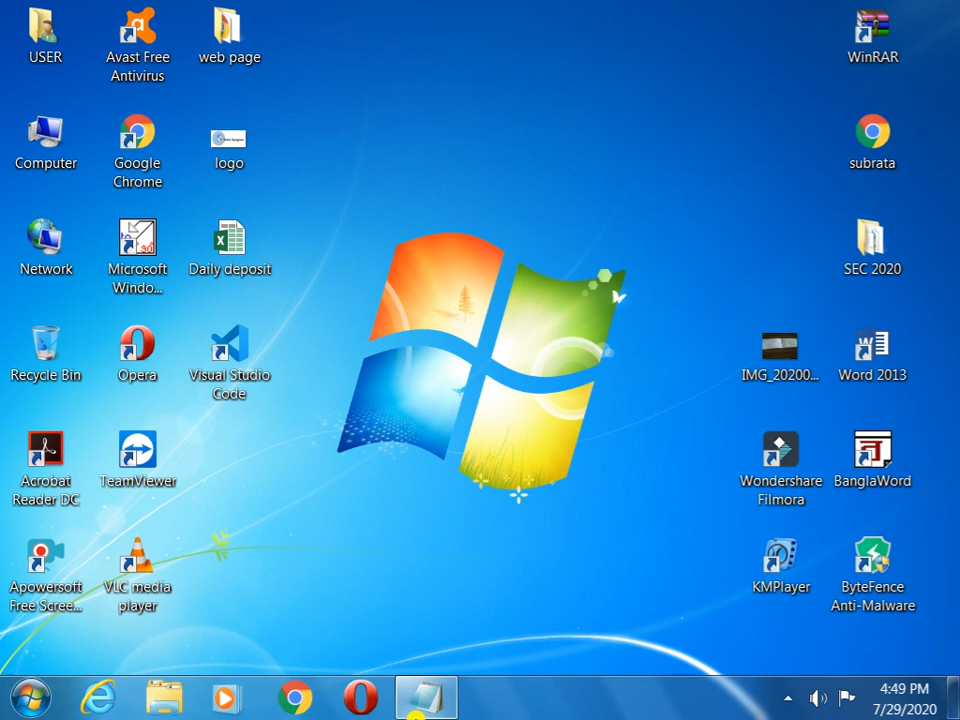 USER
Avast Free
Antivirus
web page
WinRAR
Computer
Google
Chrome
logo
subrata
Network
Microsoft
Windo...
Daily deposit
SEC 2020
Recycle Bin
Opera
Visual Studio
Code
IMG_20200...
Word 2013
Acrobat
Reader DC
TeamViewer
Wondershare
Filmora
BanglaWord
Apowersoft
Free Scree...
VLC media
player
KMPlayer
ByteFence
Anti-Malware
4:49 PM
7/29/2020